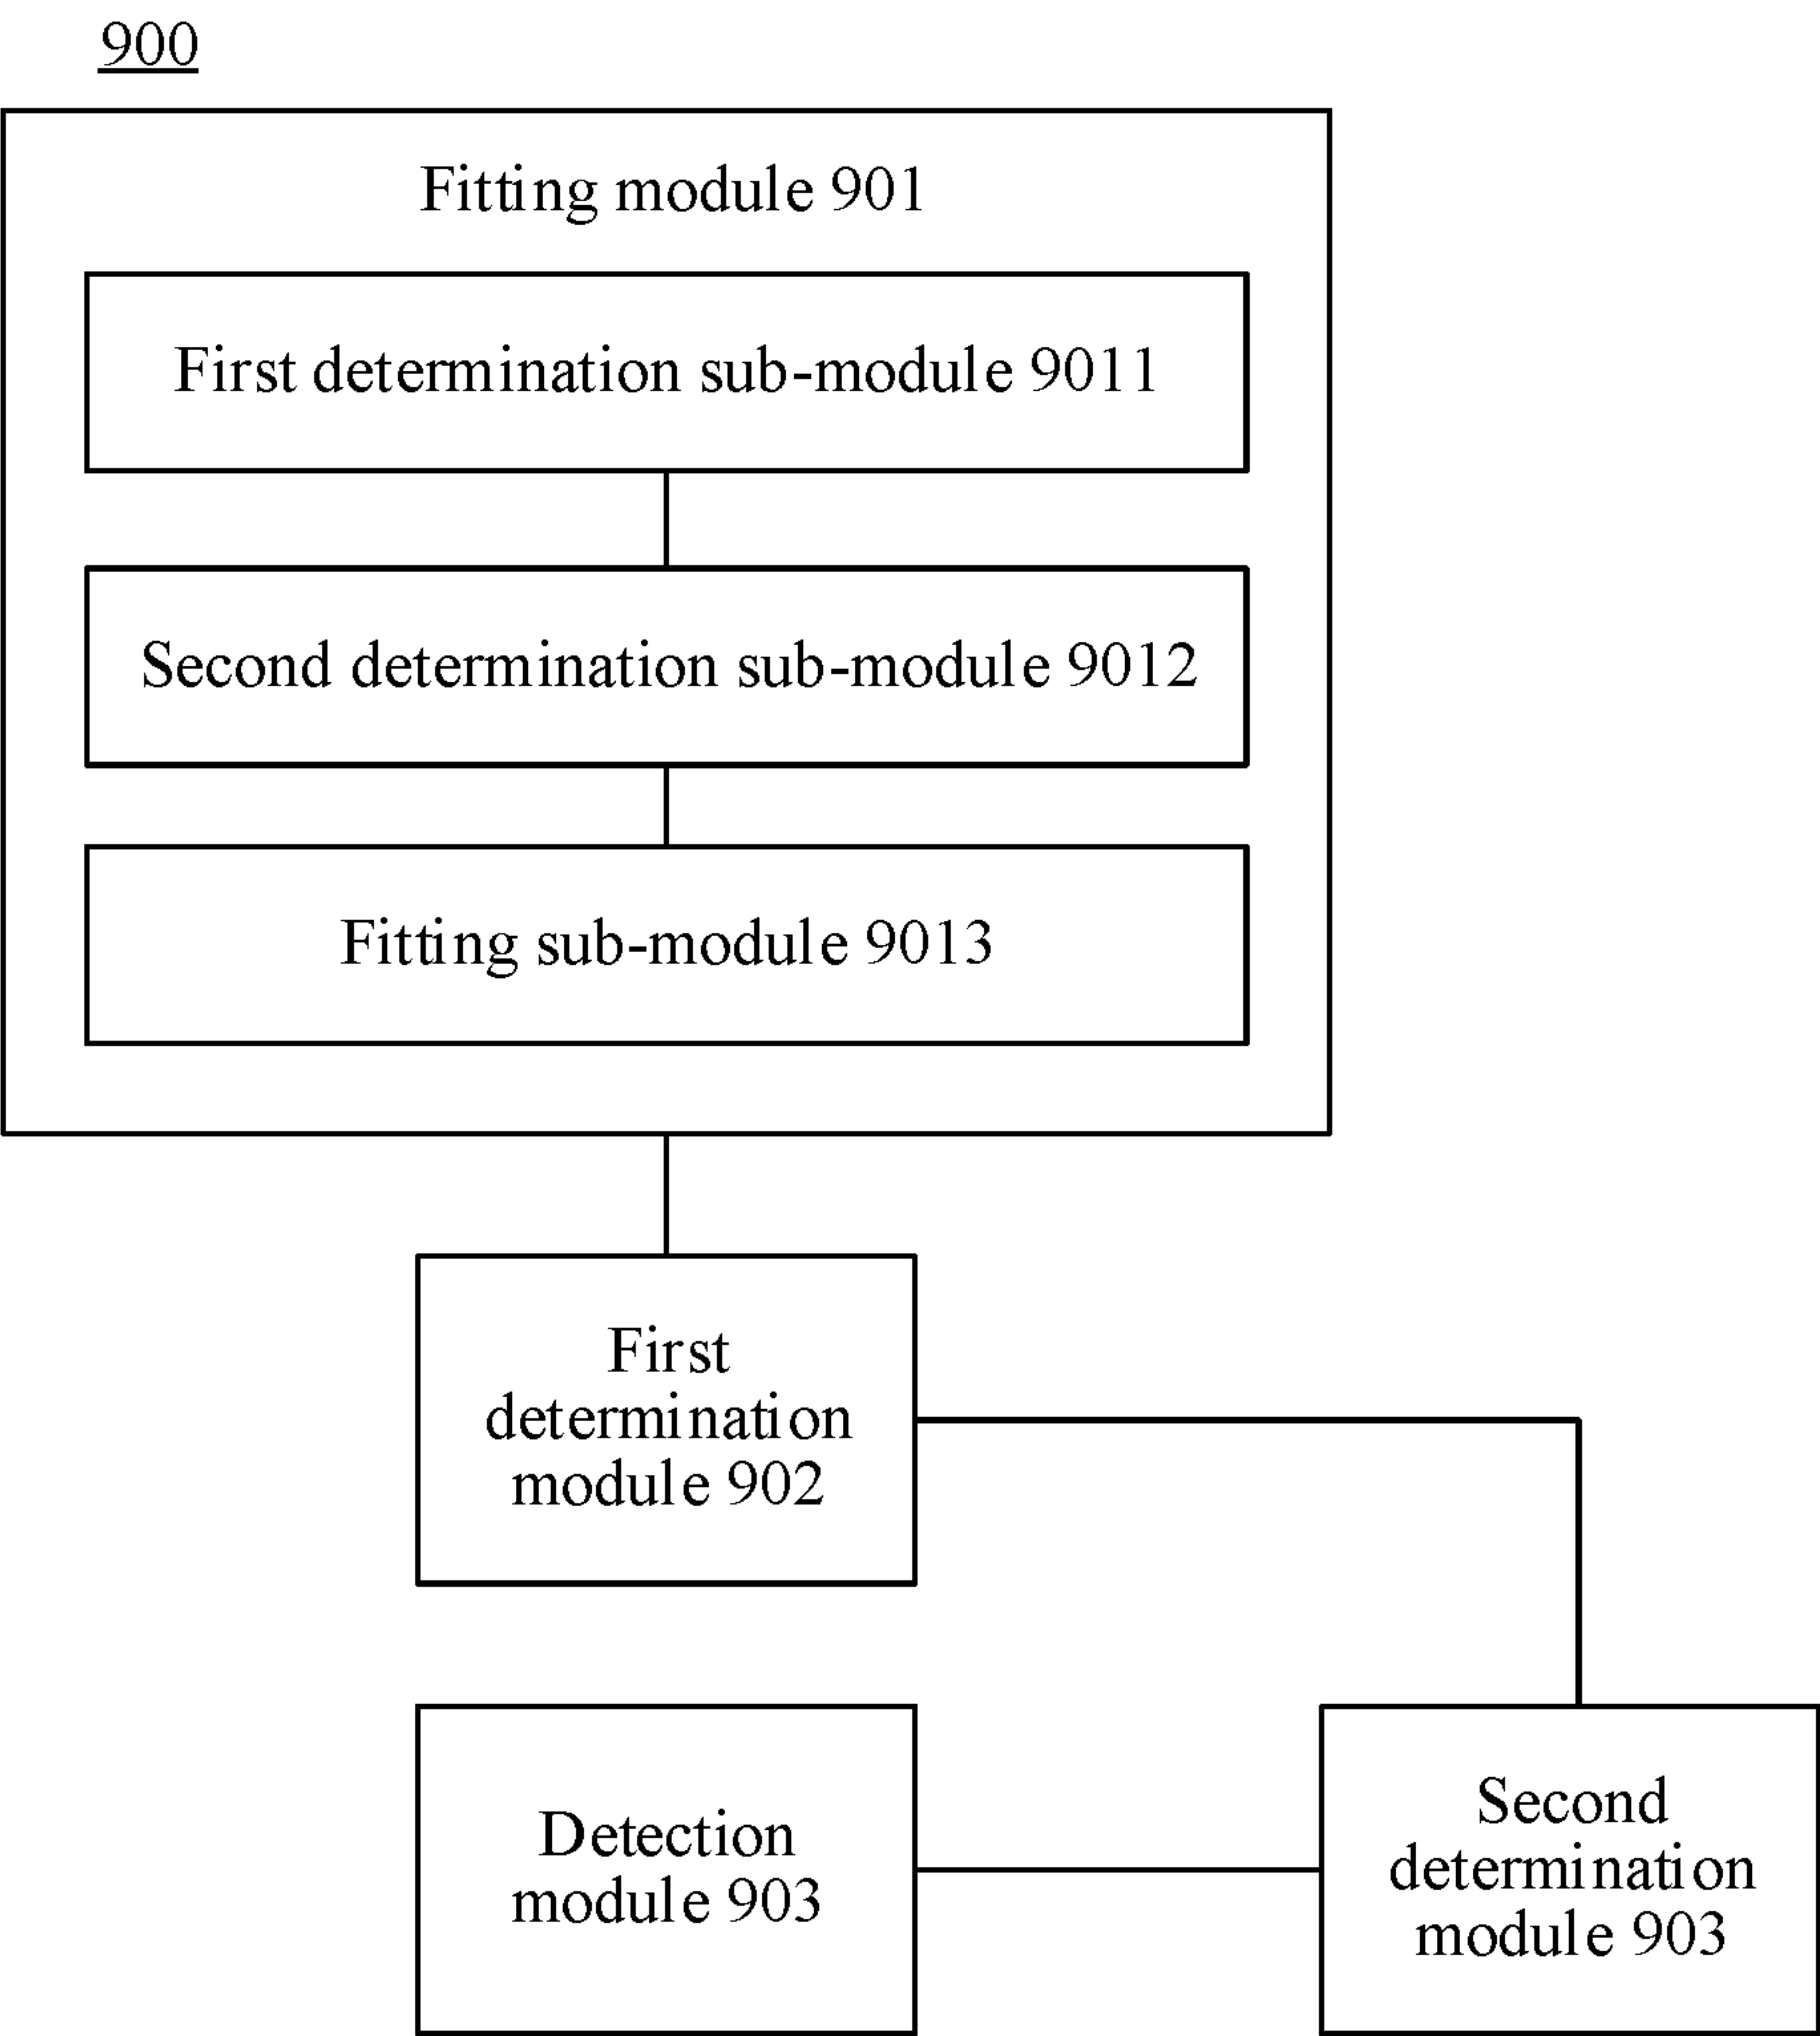 900
Fitting module 901
First determination sub-module 9011
Second determination sub-module 9012
Fitting sub-module 9013
First
determination
module 902
Detection
module 903
Second
determination
module 903